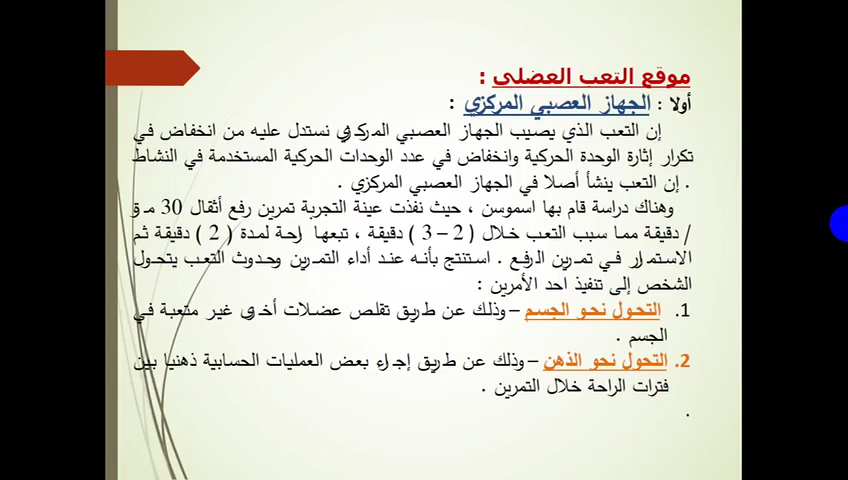 موقع التعب العضلي :
أولا : الجهاز العصبي المركزي :
إن التعب الذي يصيب الجهاز العصبي المركزي نستدل عليه من انخفاض في
تكرار إثارة الوحدة الحركية وانخفاض في عدد الوحدات الحركية المستخدمة في النشاط
. إن التعب ينشأ أصلا في الجهاز العصبي المركزي .
وهناك دراسة قام بها اسموسن ، حيث نفذت عينة التجربة تمرين رفع أثقال 30 مرة
/ دقيقة مما سبب التعب خلال (2 – 3) دقيقة ، تبعها راحة لمدة (2) دقيقة ثم
الاستمرار في تمرين الرفع . استنتج بأنه عند أداء التمرين وحدوث التعب يتحول
الشخص إلى تنفيذ احد الأمرين :
1. التحول نحو الجسم – وذلك عن طريق تقلص عضلات أخرى غير متعبة في
الجسم .
2. التحول نحو الذهن – وذلك عن طريق إجراء بعض العمليات الحسابية ذهنيا بين
فترات الراحة خلال التمرين .
.